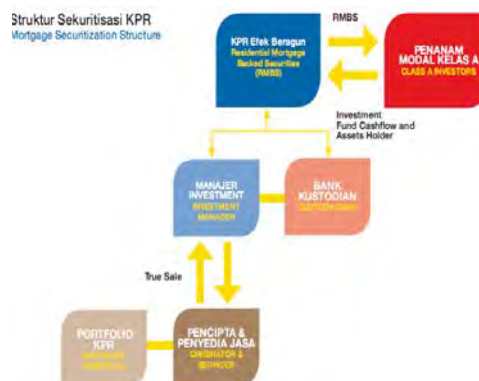 Struktur Sekuritisasi KPR
Mortgage Securitization Structure
RMBS
KPR Efek Beragun
Residential Mortgage
Backed Securities
(RMBS)
PENANAM
MODAL KELAS A
CLASS A INVESTORS
Investment
Fund Cashflow and
Assets Holder
MANAJER
INVESTMENT
INVESTMENT
MANAGER
BANK
KUSTODIAN
CUSTODY BANK
True Sale
PORTFOLIO
KPR
PENCIPTA &
PENYEDIA JASA
ORIGINATOR &
SERVICER